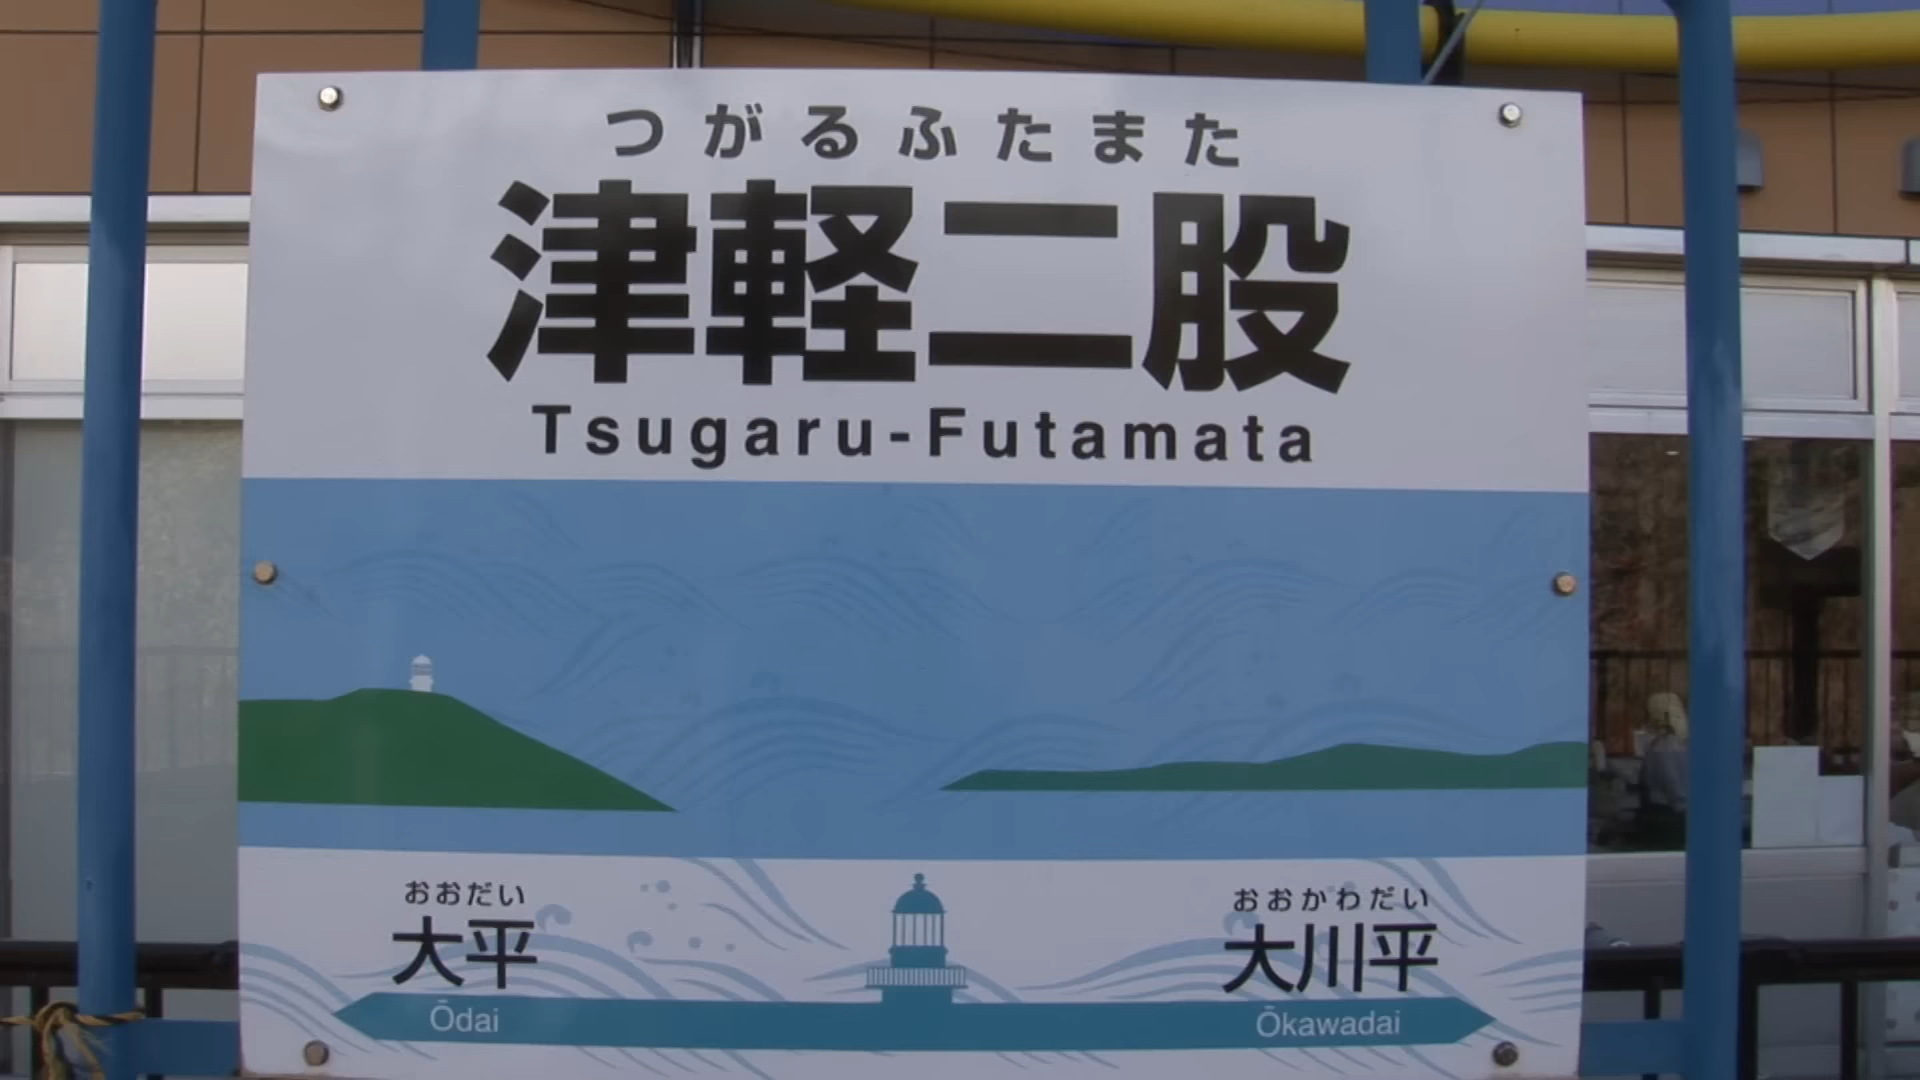 つがるふたまた
津軽二股
Tsugaru-Futamata
おおだい
大平
Ōdai
おおかわだい
大川平
Ōkawadai